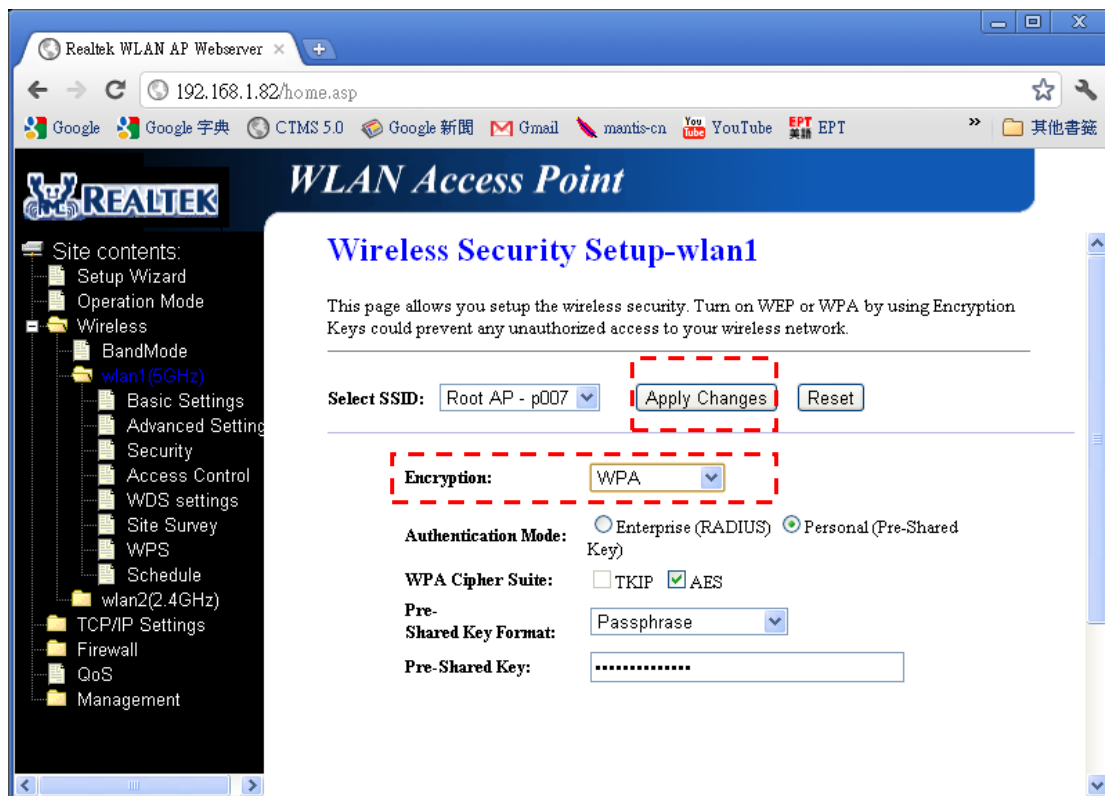 Realtek WLAN AP Webserver
192.168.1.82/home.asp
Google
Google 字典
CTMS 5.0
Google 新聞
Gmail
mantis-cn
You Tube
YouTube
EPT 美語
EPT
»
其他書籤
REALTEK
WLAN Access Point
Site contents:
Setup Wizard
Operation Mode
Wireless
BandMode
wlan1(5GHz)
Basic Settings
Advanced Setting
Security
Access Control
WDS settings
Site Survey
WPS
Schedule
wlan2(2.4GHz)
TCP/IP Settings
Firewall
QoS
Management
Wireless Security Setup-wlan1
This page allows you setup the wireless security. Turn on WEP or WPA by using Encryption
Keys could prevent any unauthorized access to your wireless network.
Select SSID: Root AP - p007 Apply Changes Reset
Encryption: WPA
Authentication Mode: Enterprise (RADIUS) Personal (Pre-Shared
Key)
WPA Cipher Suite: TKIP AES
Pre-
Shared Key Format: Passphrase
Pre-Shared Key: ••••••••••••••